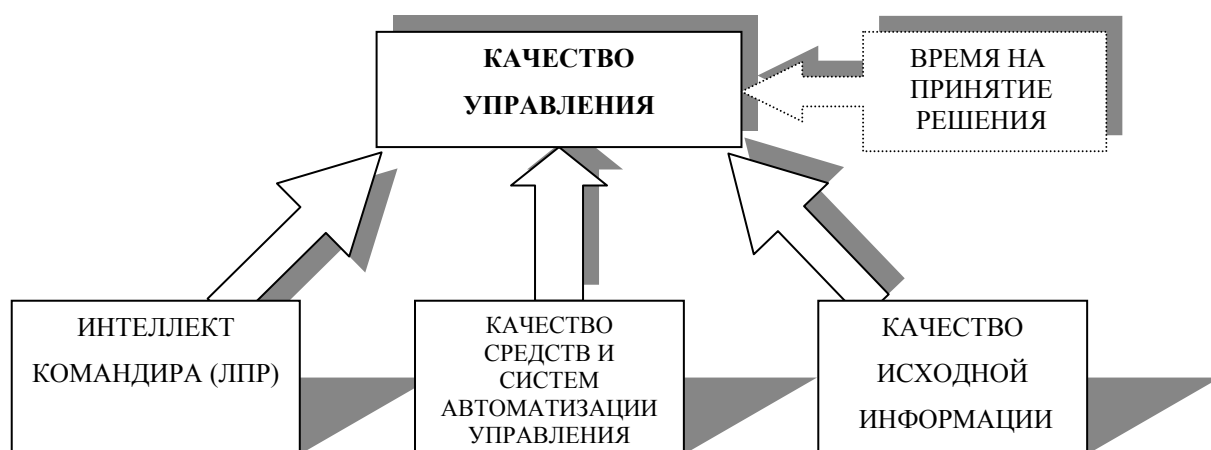 КАЧЕСТВО
УПРАВЛЕНИЯ
ВРЕМЯ НА
ПРИНЯТИЕ
РЕШЕНИЯ
ИНТЕЛЛЕКТ
КОМАНДИРА (ЛПР)
КАЧЕСТВО
СРЕДСТВ И
СИСТЕМ
АВТОМАТИЗАЦИИ
УПРАВЛЕНИЯ
КАЧЕСТВО
ИСХОДНОЙ
ИНФОРМАЦИИ